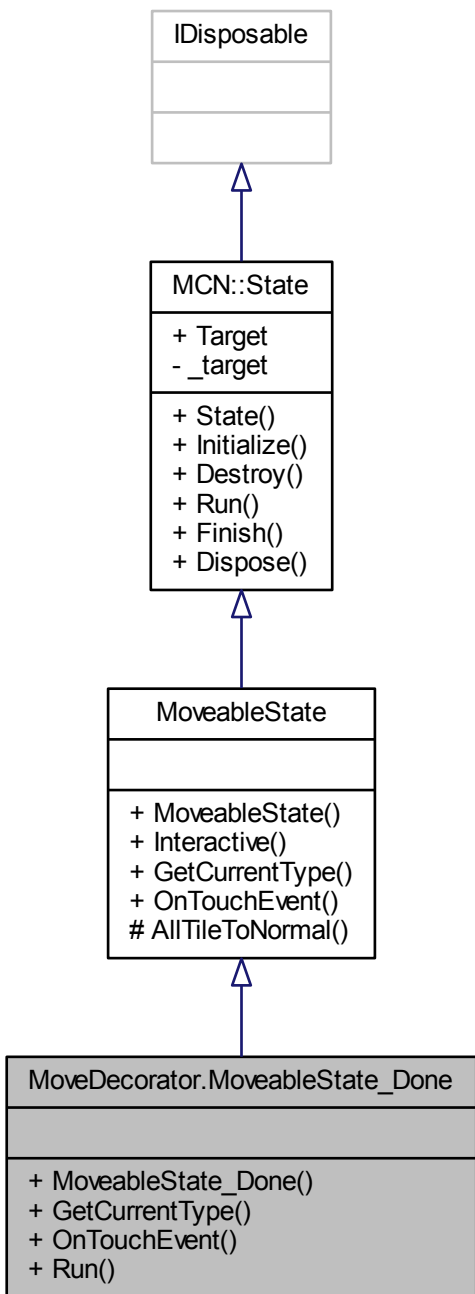 IDisposable
MCN::State
+ Target
- _target
+ State()
+ Initialize()
+ Destroy()
+ Run()
+ Finish()
+ Dispose()
MoveableState
+ MoveableState()
+ Interactive()
+ GetCurrentType()
+ OnTouchEvent()
# AllTileToNormal()
MoveDecorator.MoveableState_Done
+ MoveableState_Done()
+ GetCurrentType()
+ OnTouchEvent()
+ Run()